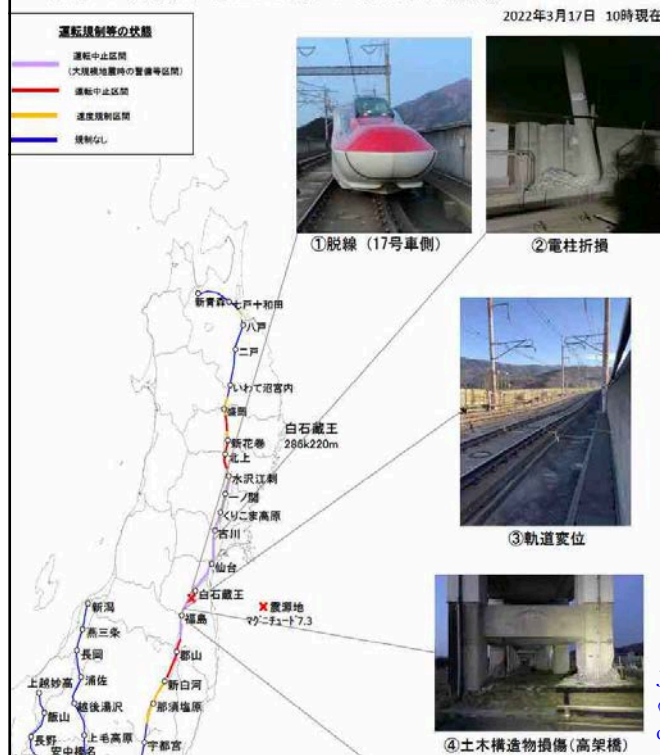 2022年3月17日 10時現在
運転規制等の状態
運転中止区間
(大規模地震時の警備等区間)
運転中止区間
速度規制区間
規制なし
①脱線（17号車側）
②電柱折損
新青森
七戸十和田
八戸
二戸
いわて沼宮内
盛岡
白石蔵王
286k220m
新花巻
北上
水沢江刺
一ノ関
くりこま高原
古川
③軌道変位
仙台
白石蔵王
新潟
福島
震源地
マグニチュード7.3
燕三条
長岡
郡山
上越妙高
浦佐
新白河
飯山
越後湯沢
那須塩原
長野
上毛高原
宇都宮
安中榛名
④土木構造物損傷(高架橋)